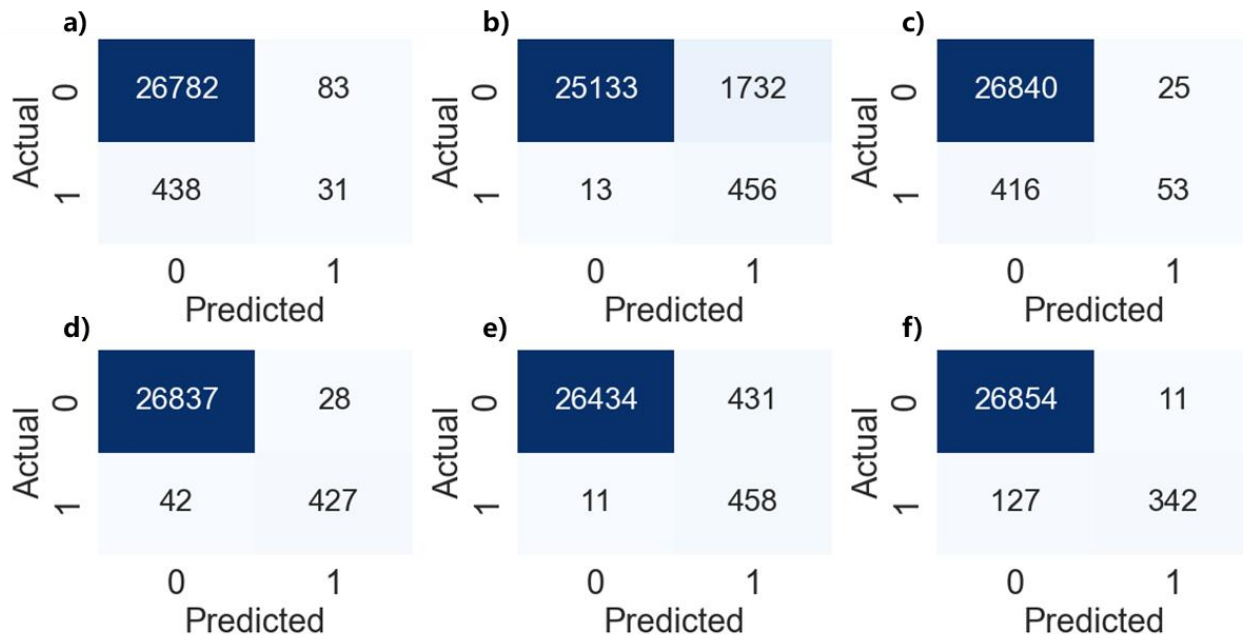 a) b) c)
Actual 0 26782 83 Actual 0 25133 1732 Actual 0 26840 25
1 438 31 1 13 456 1 416 53
0 1 0 1 0 1
Predicted Predicted Predicted
d) e) f)
Actual 0 26837 28 Actual 0 26434 431 Actual 0 26854 11
1 42 427 1 11 458 1 127 342
0 1 0 1 0 1
Predicted Predicted Predicted